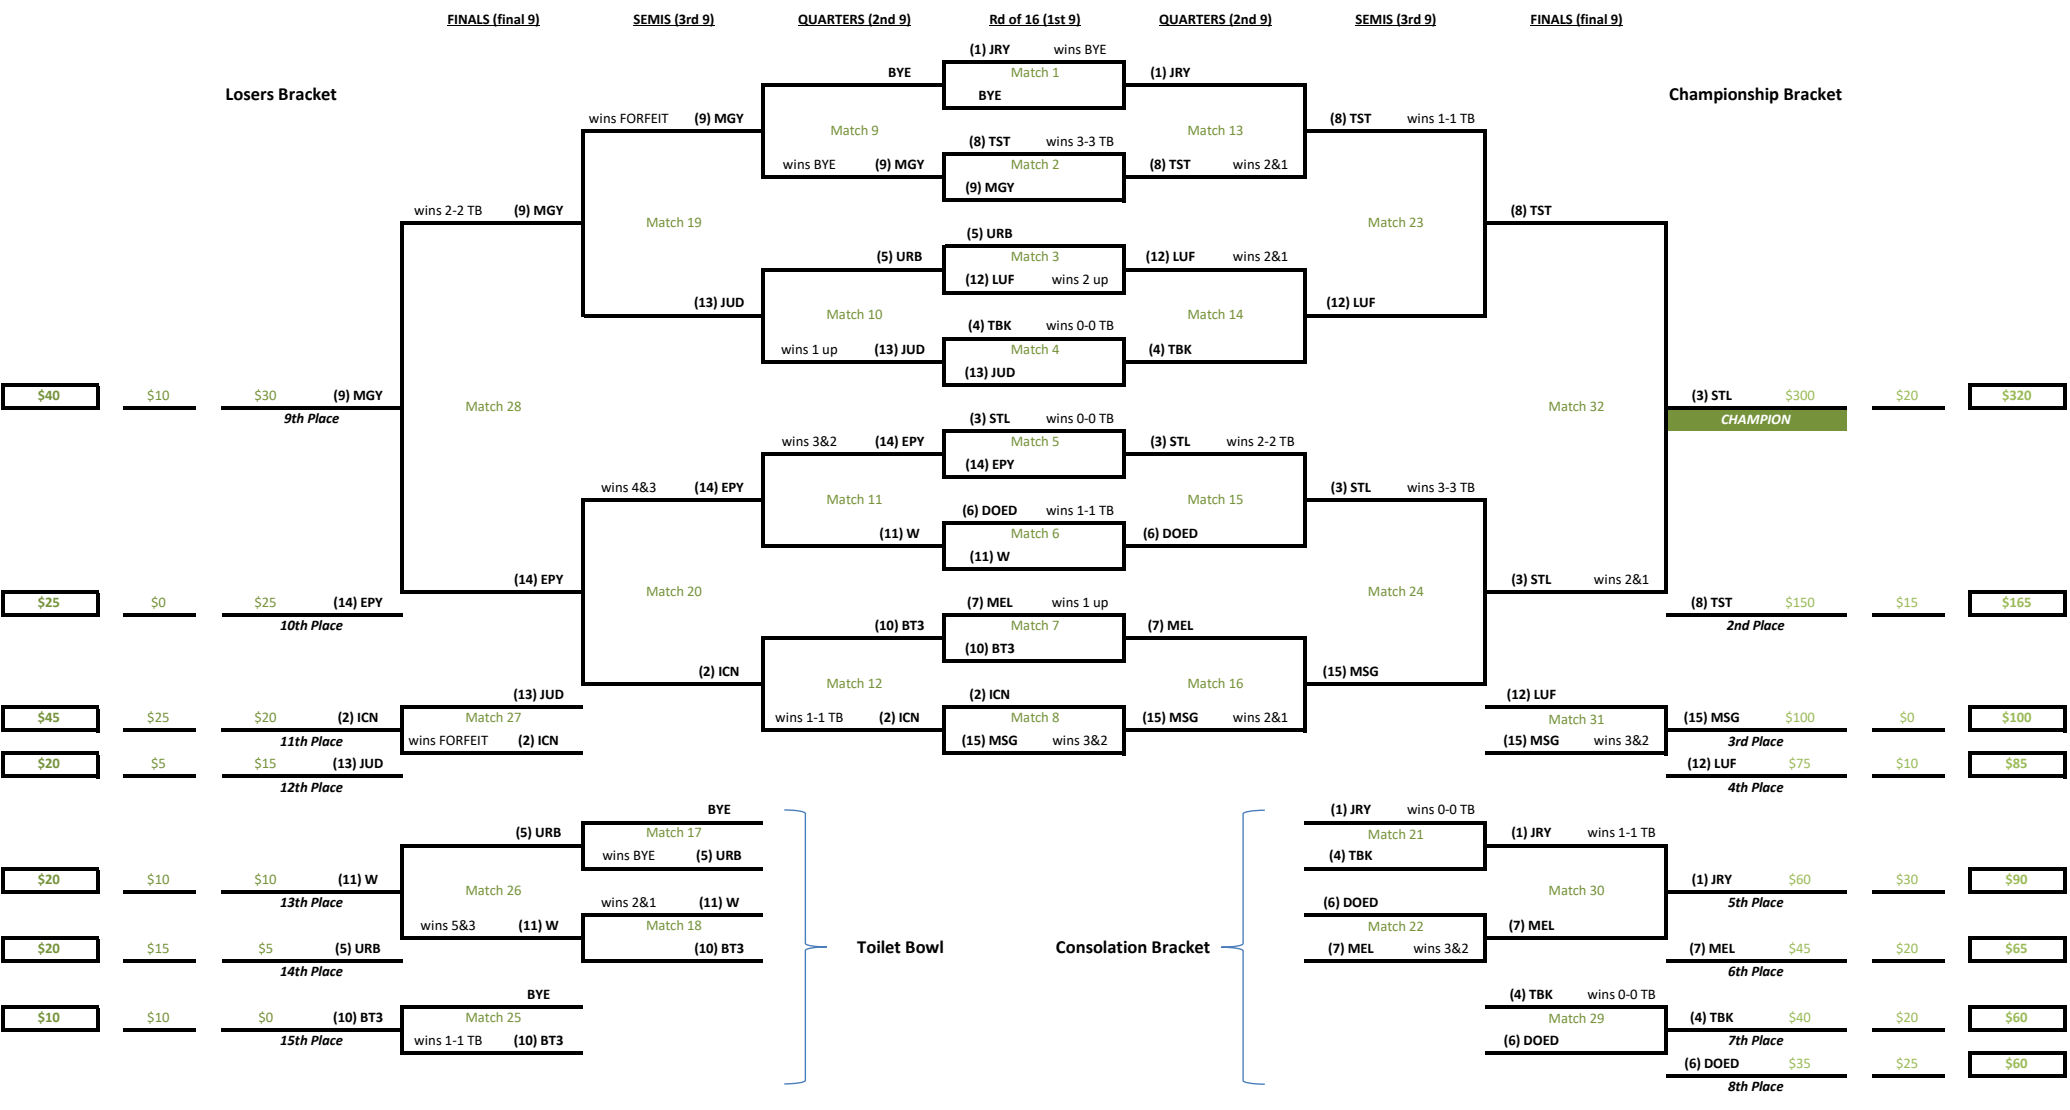 FINALS (final 9) SEMIS (3rd 9) QUARTERS (2nd 9) Rd of 16 (1st 9) QUARTERS (2nd 9) SEMIS (3rd 9) FINALS (final 9)
(1) JRY wins BYE
BYE Match 1 (1) JRY
Losers Bracket BYE Championship Bracket
wins FORFEIT (9) MGY (8) TST wins 1-1 TB
Match 9 Match 13
(8) TST wins 3-3 TB
wins BYE (9) MGY Match 2 (8) TST wins 2&1
(9) MGY
wins 2-2 TB (9) MGY (8) TST
Match 19 Match 23
(5) URB
(5) URB Match 3 (12) LUF wins 2&1
(12) LUF wins 2 up
(13) JUD (12) LUF
Match 10 Match 14
(4) TBK wins 0-0 TB
wins 1 up (13) JUD Match 4 (4) TBK
(13) JUD
$40 $10 $30 (9) MGY (3) STL $300 $20 $320
Match 28 Match 32
9th Place (3) STL wins 0-0 TB CHAMPION
wins 3&2 (14) EPY Match 5 (3) STL wins 2-2 TB
(14) EPY
wins 4&3 (14) EPY (3) STL wins 3-3 TB
Match 11 Match 15
(6) DOED wins 1-1 TB
(11) W Match 6 (6) DOED
(11) W
(14) EPY (3) STL wins 2&1
Match 20 Match 24
$25 $0 $25 (14) EPY (7) MEL wins 1 up (8) TST $150 $15 $165
10th Place (10) BT3 Match 7 (7) MEL 2nd Place
(10) BT3
(2) ICN (15) MSG
Match 12 Match 16
(13) JUD (2) ICN (12) LUF
$45 $25 $20 (2) ICN Match 27 wins 1-1 TB (2) ICN Match 8 (15) MSG wins 2&1 Match 31 (15) MSG $100 $0 $100
11th Place wins FORFEIT (2) ICN (15) MSG wins 3&2 (15) MSG wins 3&2 3rd Place
$20 $5 $15 (13) JUD (12) LUF $75 $10 $85
12th Place 4th Place
BYE (1) JRY wins 0-0 TB
(5) URB Match 17 Match 21 (1) JRY wins 1-1 TB
wins BYE (5) URB (4) TBK
$20 $10 $10 (11) W (1) JRY $60 $30 $90
Match 26 Match 30
13th Place wins 2&1 (11) W (6) DOED 5th Place
wins 5&3 (11) W Match 18 Match 22 (7) MEL
$20 $15 $5 (5) URB (10) BT3 Toilet Bowl Consolation Bracket (7) MEL wins 3&2 (7) MEL $45 $20 $65
14th Place 6th Place
BYE (4) TBK wins 0-0 TB
$10 $10 $0 (10) BT3 Match 25 Match 29 (4) TBK $40 $20 $60
15th Place wins 1-1 TB (10) BT3 (6) DOED 7th Place
(6) DOED $35 $25 $60
8th Place